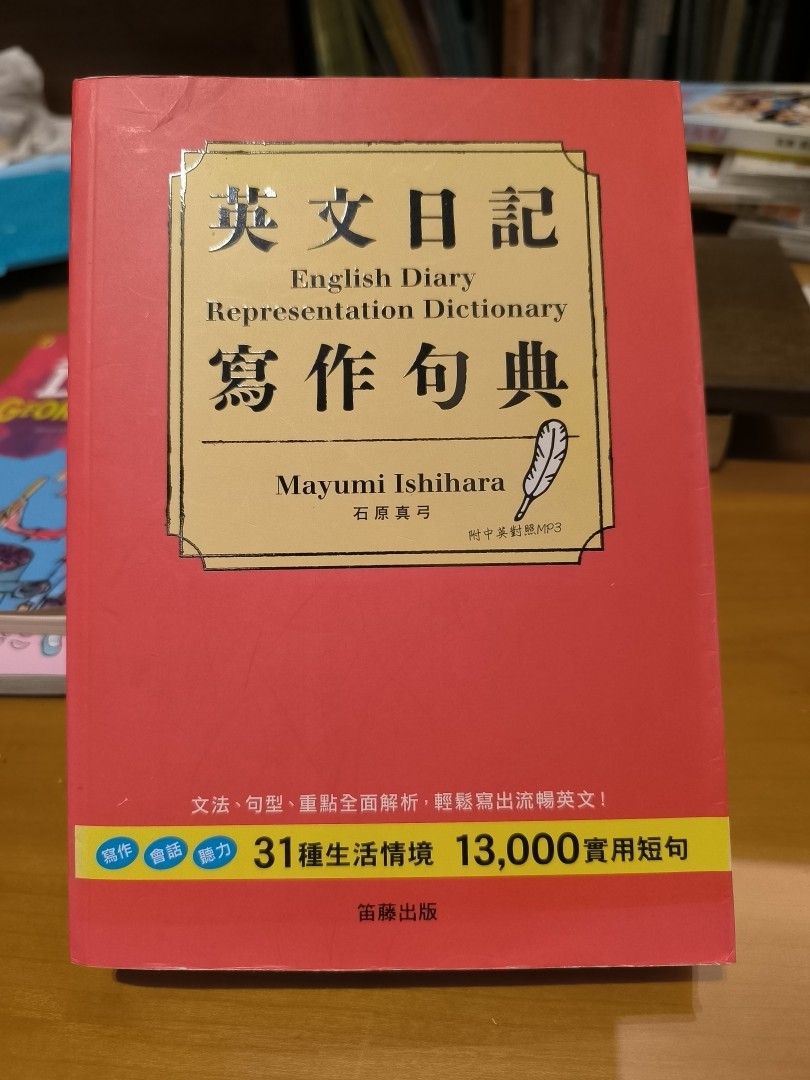 英文日記
English Diary
Representation Dictionary
寫作句典
Mayumi Ishihara
石原真弓
附中英對照MP3
文法、句型、重點全面解析，輕鬆寫出流暢英文！
寫作 會話 聽力 31種生活情境 13,000實用短句
笛藤出版